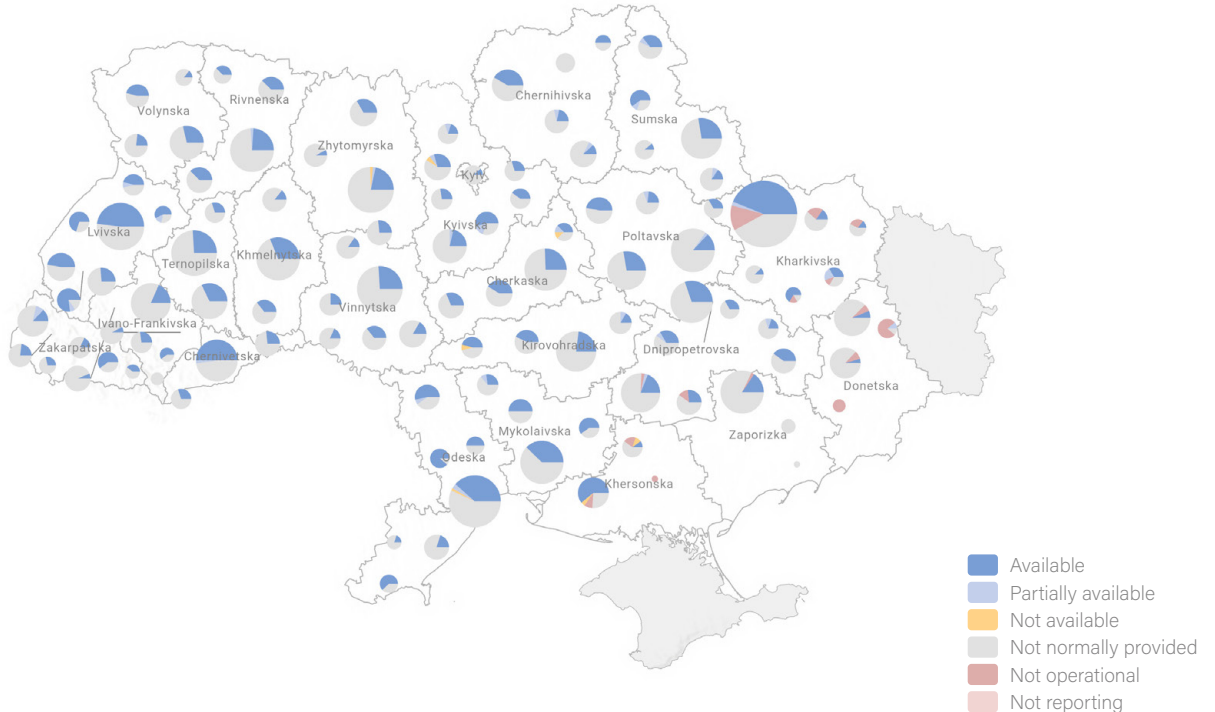 Chernihivska
Rivnenska
Volynska
Sumska
Zhytomyrska
Kyiv
Kyivska
Lvivska
Poltavska
Khmelnytska
Kharkivska
Ternopilska
Cherkaska
Vinnytska
Ivano-Frankivska
Kirovohradska
Zakarpatska
Dnipropetrovska
Chernivetska
Donetska
Mykolaivska
Zaporizka
Odeska
Khersonska
Available
Partially available
Not available
Not normally provided
Not operational
Not reporting